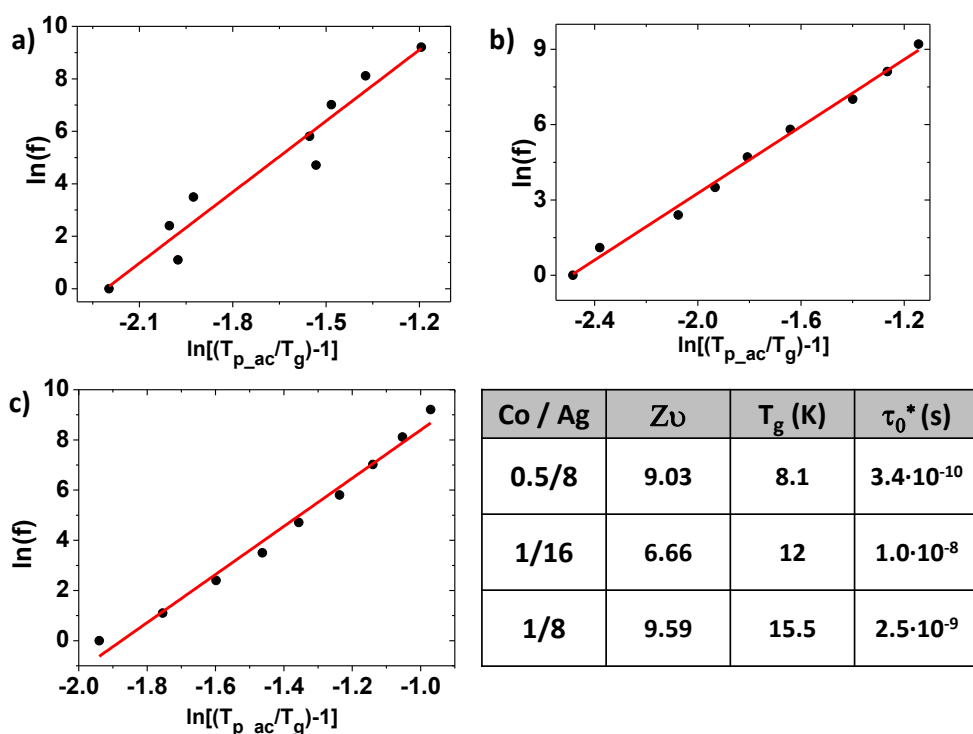 a)
10
8
6
4
2
0
ln(f)
-2.1 -1.8 -1.5 -1.2
ln[(T_p_ac/T_g)-1]
b)
9
6
3
0
ln(f)
-2.4 -2.0 -1.6 -1.2
ln[(T_p_ac/T_g)-1]
c)
10
8
6
4
2
0
ln(f)
-2.0 -1.8 -1.6 -1.4 -1.2 -1.0
ln[(T_p_ac/T_g)-1]
Co / Ag Zυ T_g (K) τ_0* (s)
0.5/8 9.03 8.1 3.4·10^-10
1/16 6.66 12 1.0·10^-8
1/8 9.59 15.5 2.5·10^-9